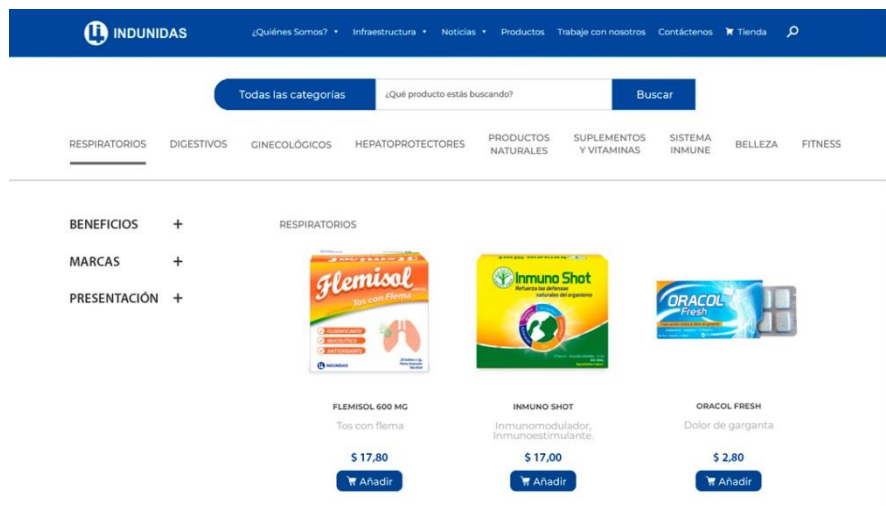 INDUNIDAS
¿Quiénes Somos?
Infraestructura
Noticias
Productos
Trabaje con nosotros
Contáctenos
Tienda
Todas las categorías
¿Qué producto estás buscando?
Buscar
RESPIRATORIOS
DIGESTIVOS
GINECOLÓGICOS
HEPATOPROTECTORES
PRODUCTOS
NATURALES
SUPLEMENTOS
Y VITAMINAS
SISTEMA
INMUNE
BELLEZA
FITNESS
BENEFICIOS +
MARCAS +
PRESENTACIÓN +
RESPIRATORIOS
Flemisol
Tos con Flema
FLUIDIFICANTE
MUCOLÍTICO
ANTIOXIDANTE
INDUNIDAS
Inmuno Shot
Refuerza las defensas
naturales del organismo
ORACOL
Fresh
FLEMISOL 600 MG
Tos con flema
$ 17,80
Añadir
INMUNO SHOT
Inmunomodulador,
Inmunoestimulante.
$ 17,00
Añadir
ORACOL FRESH
Dolor de garganta
$ 2,80
Añadir